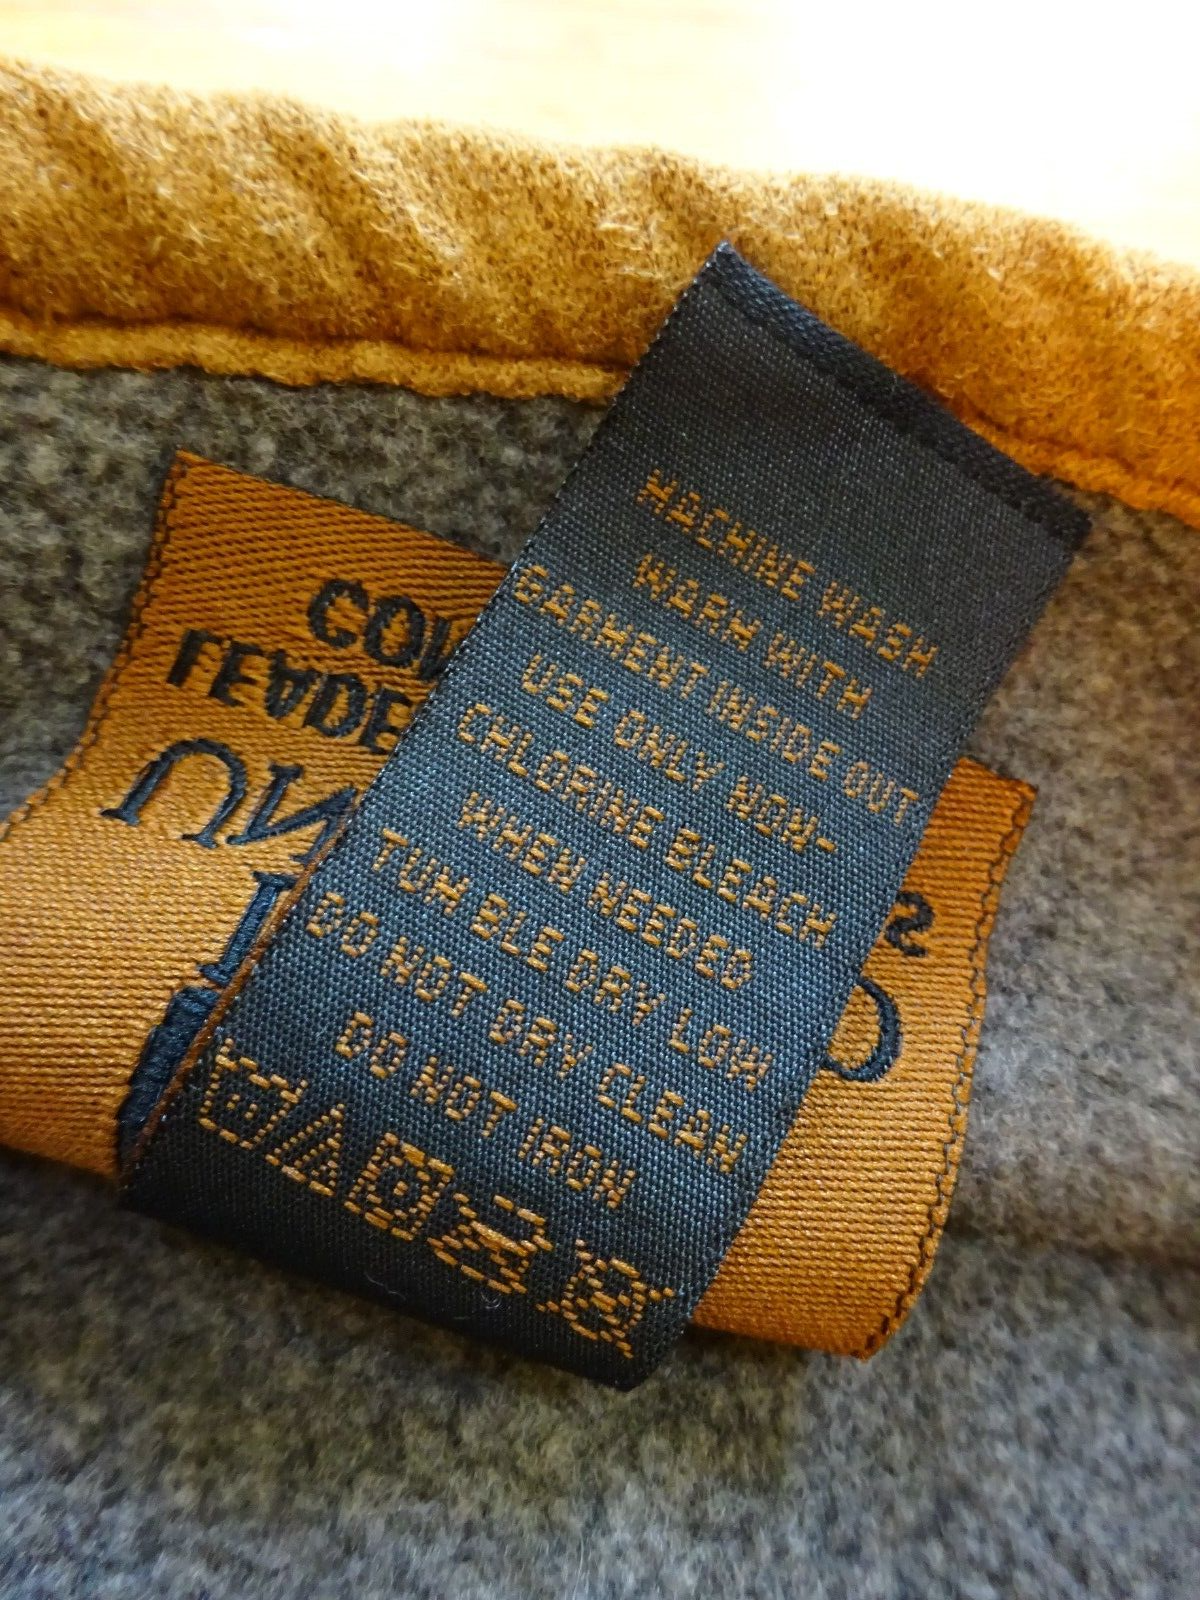 MACHINE WASH
WARM WITH
GARMENT INSIDE OUT
USE ONLY NON-
CHLORINE BLEACH
WHEN NEEDED
TUMBLE DRY LOW
DO NOT DRY CLEAN
DO NOT IRON